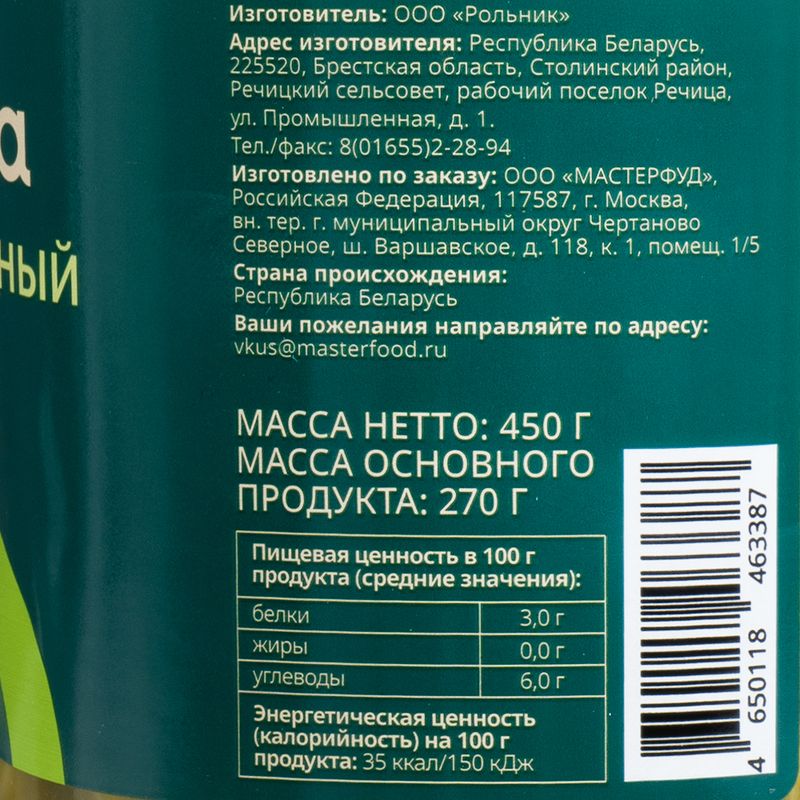 а
ный
Изготовитель: ООО «Рольник»
Адрес изготовителя: Республика Беларусь,
225520, Брестская область, Столинский район,
Речицкий сельсовет, рабочий поселок Речица,
ул. Промышленная, д. 1.
Тел./факс: 8(01655)2-28-94
Изготовлено по заказу: ООО «МАСТЕРФУД»,
Российская Федерация, 117587, г. Москва,
вн. тер. г. муниципальный округ Чертаново
Северное, ш. Варшавское, д. 118, к. 1, помещ. 1/5
Страна происхождения:
Республика Беларусь
Ваши пожелания направляйте по адресу:
vkus@masterfood.ru
МАССА НЕТТО: 450 Г
МАССА ОСНОВНОГО
ПРОДУКТА: 270 Г
Пищевая ценность в 100 г
продукта (средние значения):
белки 3,0 г
жиры 0,0 г
углеводы 6,0 г
Энергетическая ценность
(калорийность) на 100 г
продукта: 35 ккал/150 кДж
4 650118 463387